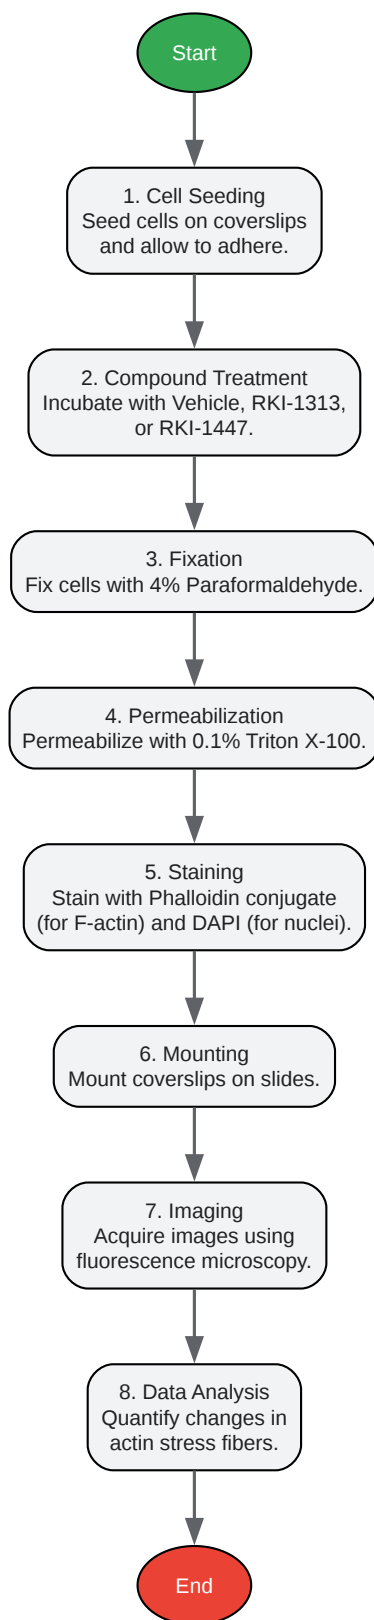 Start
1. Cell Seeding
Seed cells on coverslips
and allow to adhere.
2. Compound Treatment
Incubate with Vehicle, RKI-1313,
or RKI-1447.
3. Fixation
Fix cells with 4% Paraformaldehyde.
4. Permeabilization
Permeabilize with 0.1% Triton X-100.
5. Staining
Stain with Phalloidin conjugate
(for F-actin) and DAPI (for nuclei).
6. Mounting
Mount coverslips on slides.
7. Imaging
Acquire images using
fluorescence microscopy.
8. Data Analysis
Quantify changes in
actin stress fibers.
End